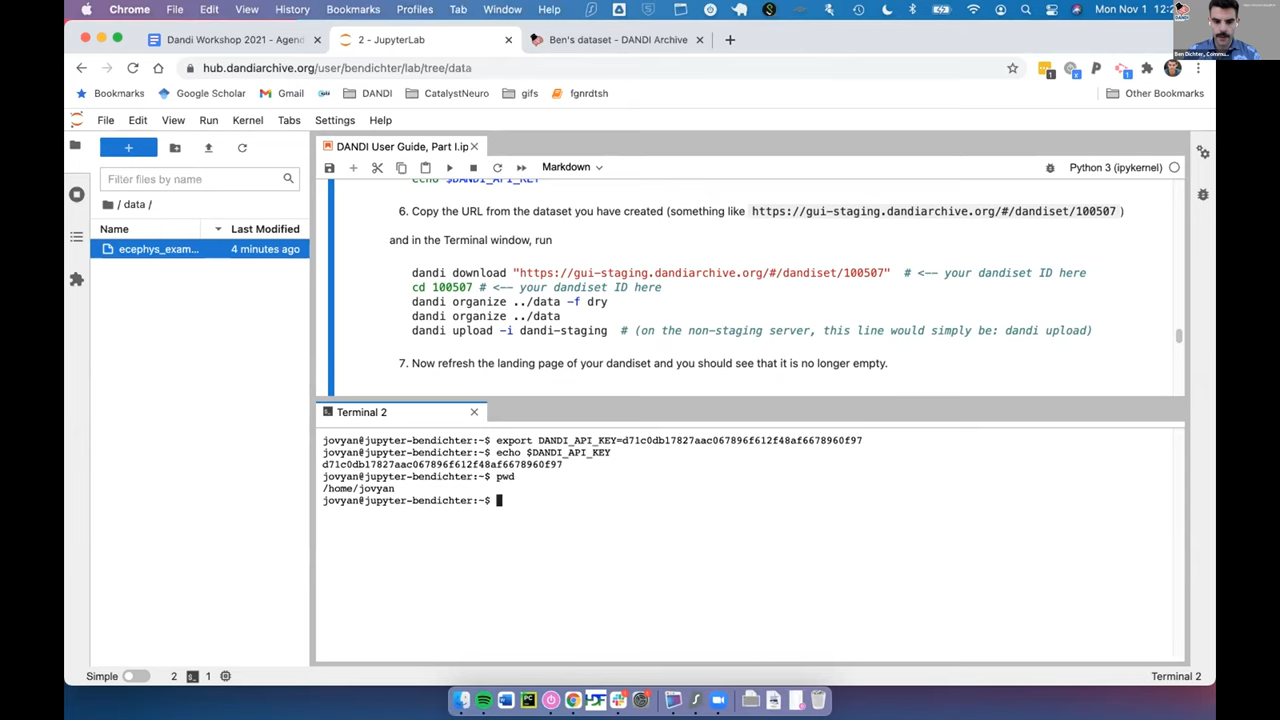 Chrome File Edit View History Bookmarks Profiles Tab Window Help
Mon Nov 1 12:2
Dandi Workshop 2021 - Agend
2 - JupyterLab
Ben's dataset - DANDI Archive
hub.dandiarchive.org/user/bendichter/lab/tree/data
Bookmarks Google Scholar Gmail DANDI CatalystNeuro gifs fgnrdtsh Other Bookmarks
Ben Dichter, Commu...
File Edit View Run Kernel Tabs Settings Help
DANDI User Guide, Part I.ip
Filter files by name
Markdown
Python 3 (ipykernel)
/ data /
Name Last Modified
ecephys_exam... 4 minutes ago
echo $DANDI_API_KEY
6. Copy the URL from the dataset you have created (something like https://gui-staging.dandiarchive.org/#/dandiset/100507 )
and in the Terminal window, run
dandi download "https://gui-staging.dandiarchive.org/#/dandiset/100507" # <-- your dandiset ID here
cd 100507 # <-- your dandiset ID here
dandi organize ../data -f dry
dandi organize ../data
dandi upload -i dandi-staging # (on the non-staging server, this line would simply be: dandi upload)
7. Now refresh the landing page of your dandiset and you should see that it is no longer empty.
Terminal 2
jovyan@jupyter-bendichter:~$ export DANDI_API_KEY=d71c0db17827aac067896f612f48af6678960f97
jovyan@jupyter-bendichter:~$ echo $DANDI_API_KEY
d71c0db17827aac067896f612f48af6678960f97
jovyan@jupyter-bendichter:~$ pwd
/home/jovyan
jovyan@jupyter-bendichter:~$
Simple 2 1
Terminal 2